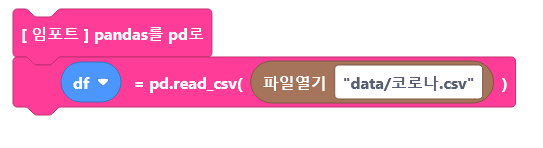 [ 임포트 ] pandas를 pd로
df = pd.read_csv( 파일열기 "data/코로나.csv" )